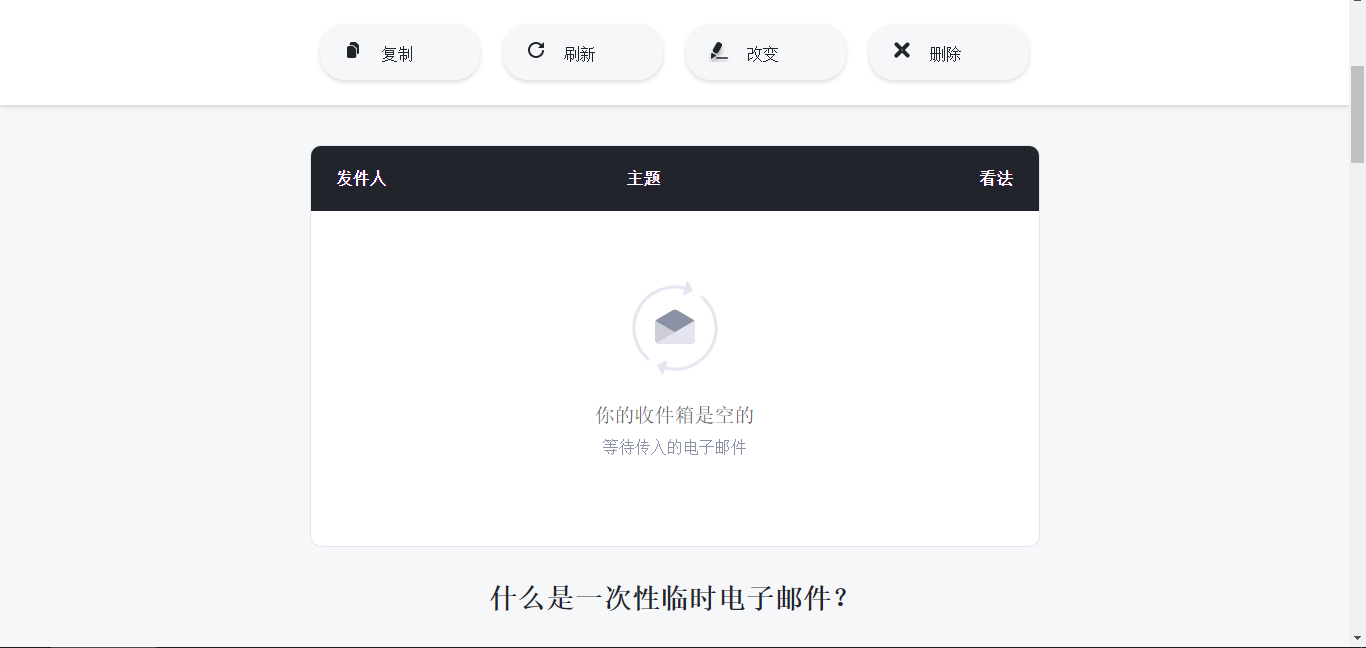 复制
刷新
改变
删除
发件人 主题 看法
你的收件箱是空的
等待传入的电子邮件
什么是一次性临时电子邮件？